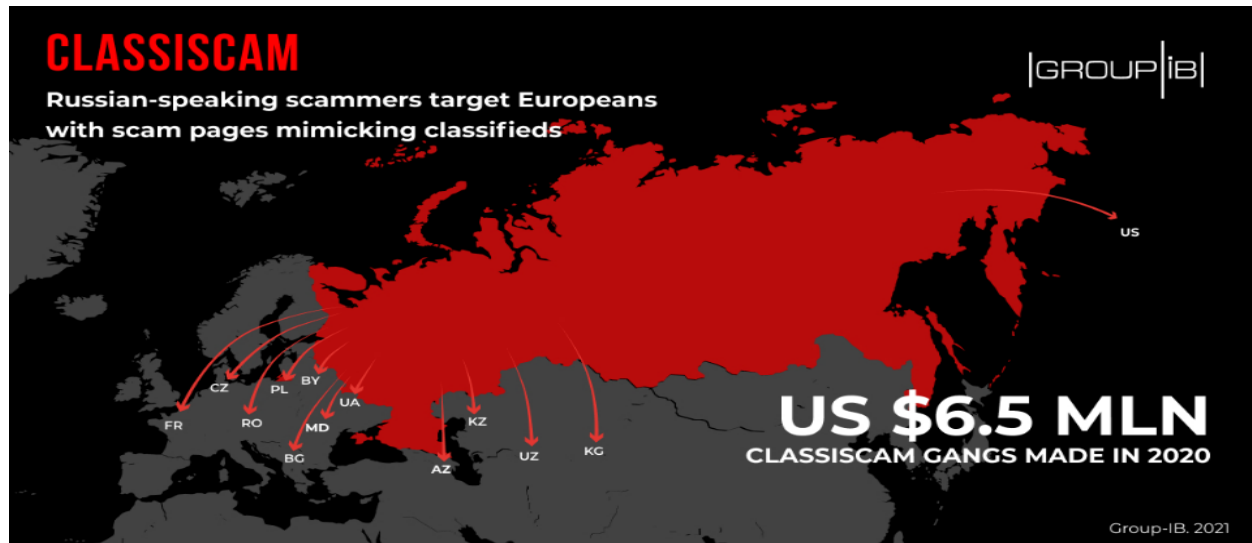 CLASSISCAM
|GROUP|iB|
Russian-speaking scammers target Europeans
with scam pages mimicking classifieds
US
CZ
PL
BY
UA
FR
RO
MD
KZ
BG
AZ
UZ
KG
US $6.5 MLN
CLASSISCAM GANGS MADE IN 2020
Group-IB. 2021